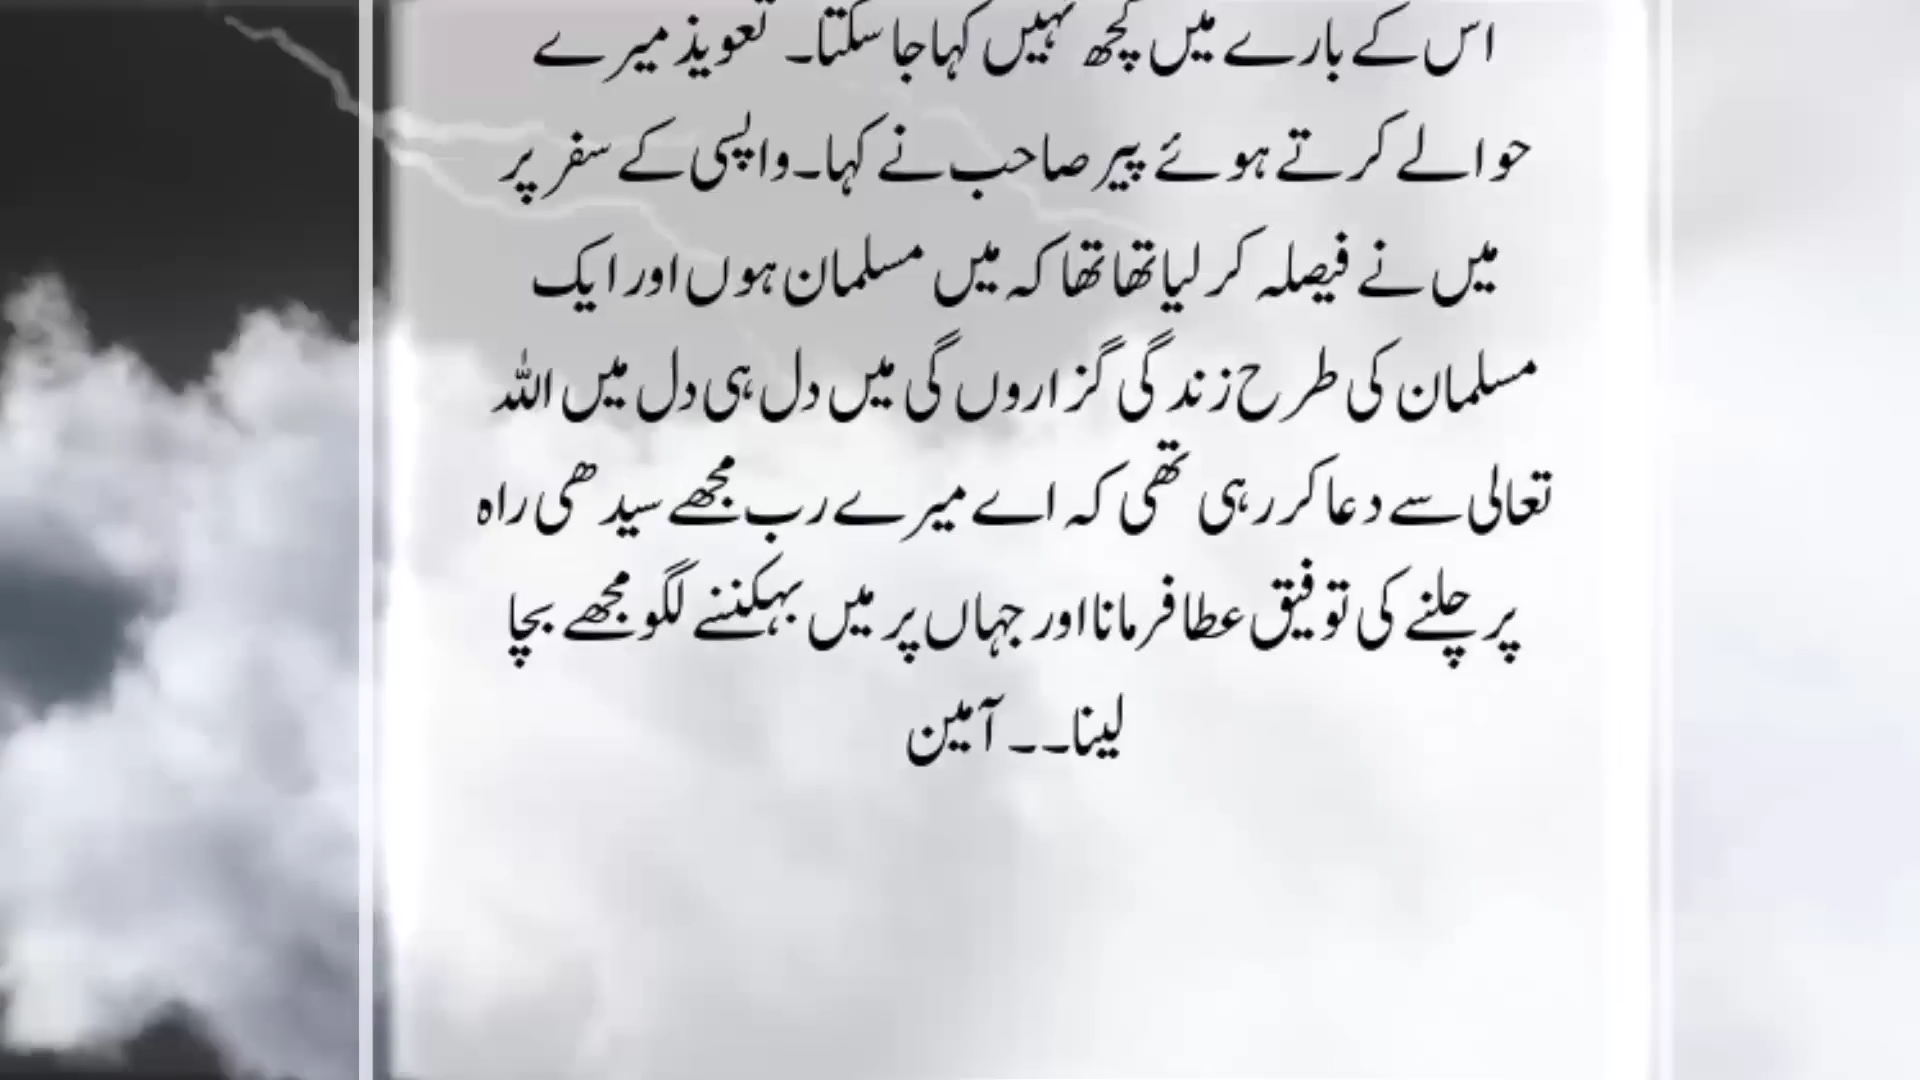 اس کے بارے میں کچھ نہیں کہا جا سکتا۔ تعویذ میرے
حوالے کرتے ہوئے پیر صاحب نے کہا۔ واپسی کے سفر پر
میں نے فیصلہ کر لیا تھا تھا کہ میں مسلمان ہوں اور ایک
مسلمان کی طرح زندگی گزاروں گی میں دل ہی دل میں اللہ
تعالی سے دعا کر رہی تھی کہ اے میرے رب مجھے سیدھی راہ
پر چلنے کی توفیق عطا فرمانا اور جہاں پر میں بہکننے لگو مجھے بچا
لینا۔۔ آمین